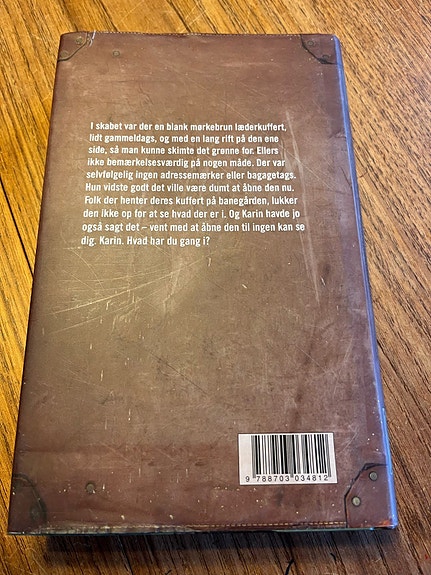 I skabet var der en blank mørkebrun læderkuffert,
lidt gammeldags, og med en lang rift på den ene
side, så man kunne skimte det grønne for. Ellers
ikke bemærkelsesværdig på nogen måde. Der var
selvfølgelig ingen adressemærker eller bagagetags.
Hun vidste godt det ville være dumt at åbne den nu.
Folk der henter deres kuffert på banegården, lukker
den ikke op for at se hvad der er i. Og Karin havde jo
også sagt det – vent med at åbne den til ingen kan se
dig. Karin. Hvad har du gang i?
9 788703 034812